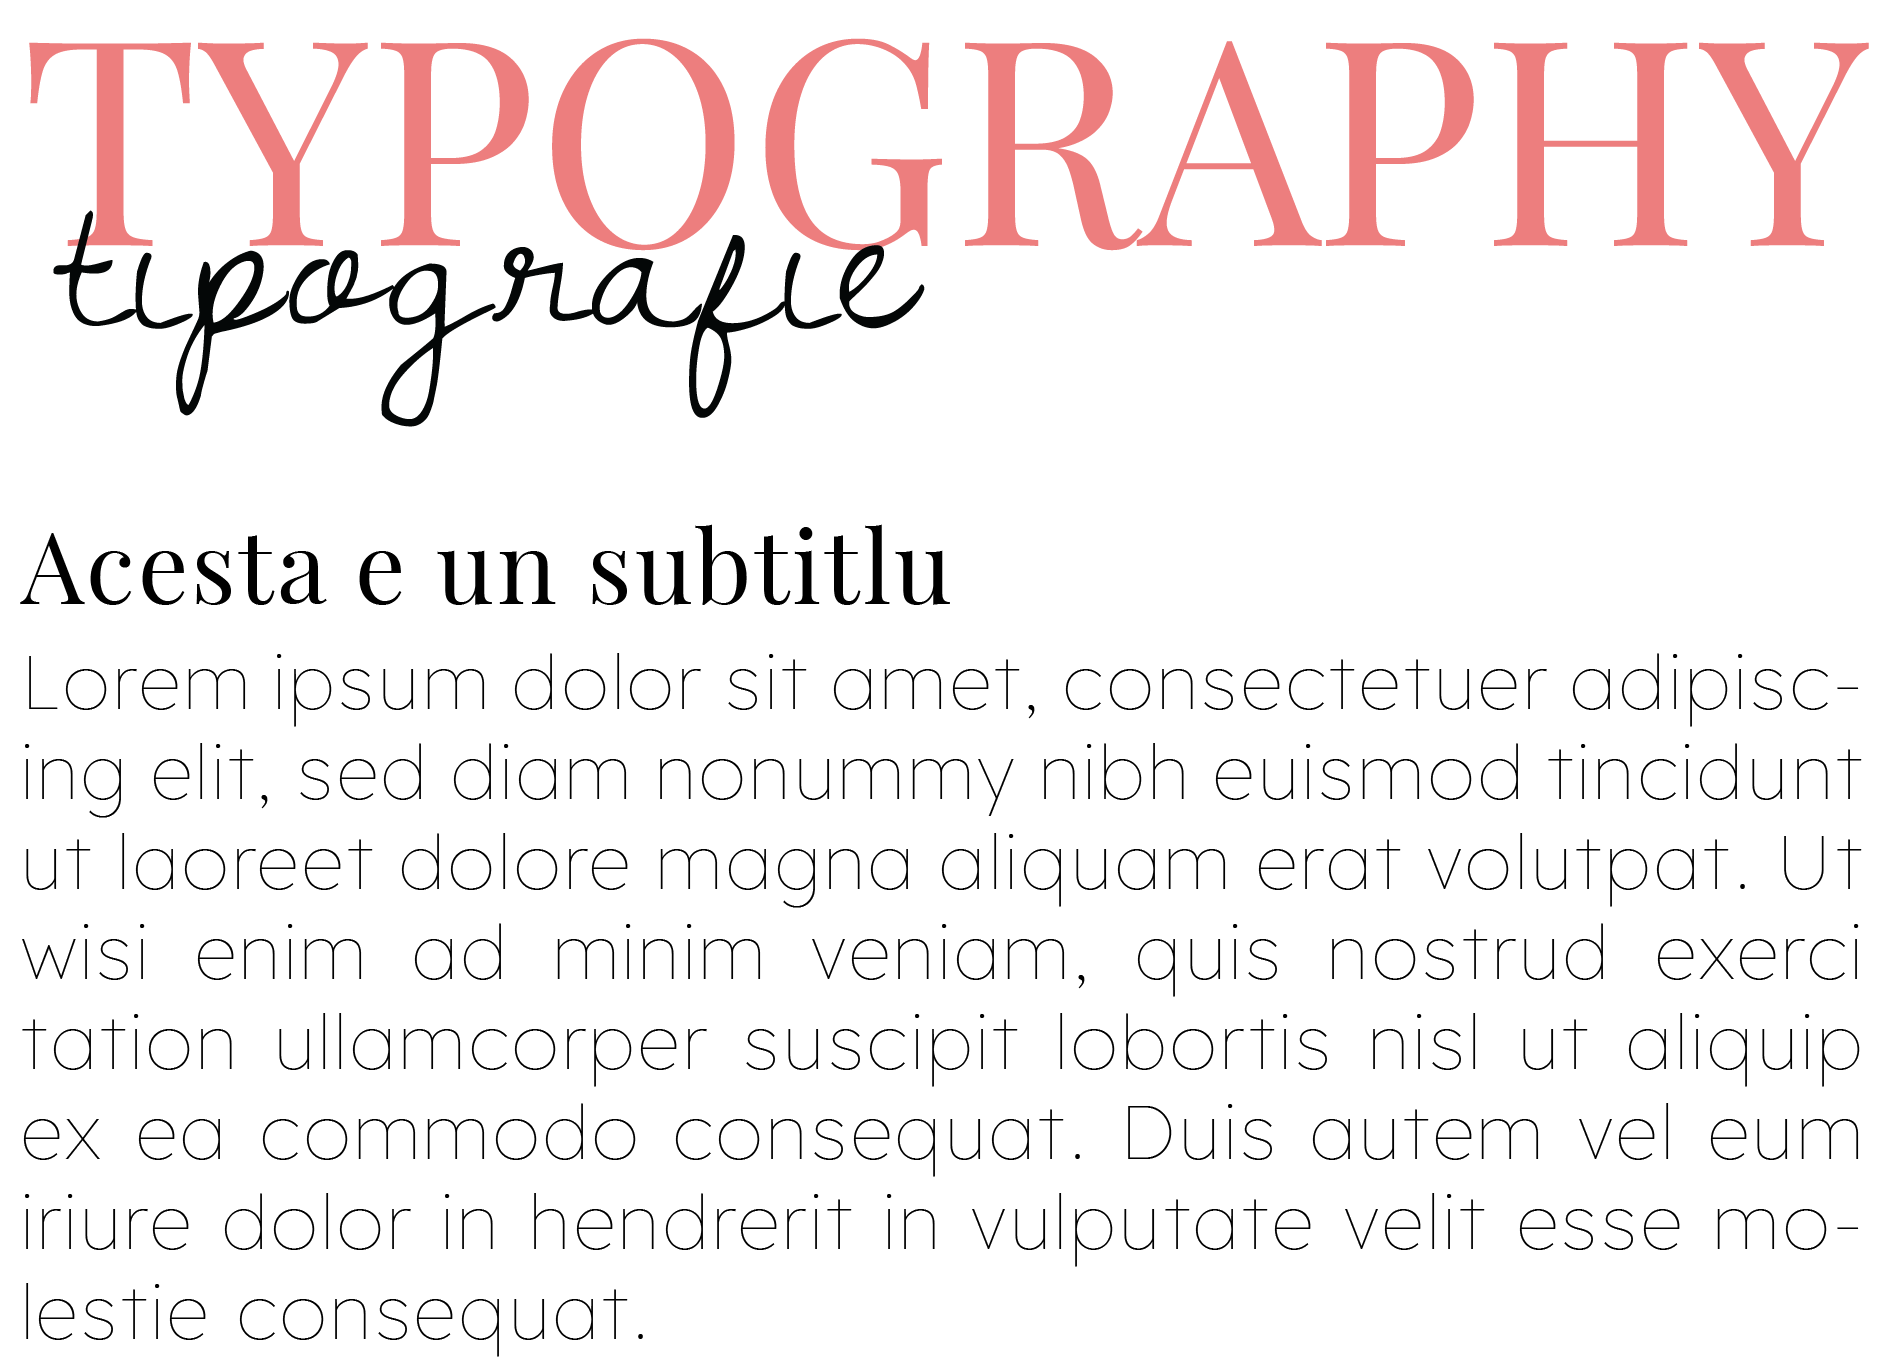 TYPOGRAPHY
tipografie
Acesta e un subtitlu
Lorem ipsum dolor sit amet, consectetuer adipisc-
ing elit, sed diam nonummy nibh euismod tincidunt
ut laoreet dolore magna aliquam erat volutpat. Ut
wisi enim ad minim veniam, quis nostrud exerci
tation ullamcorper suscipit lobortis nisl ut aliquip
ex ea commodo consequat. Duis autem vel eum
iriure dolor in hendrerit in vulputate velit esse mo-
lestie consequat.